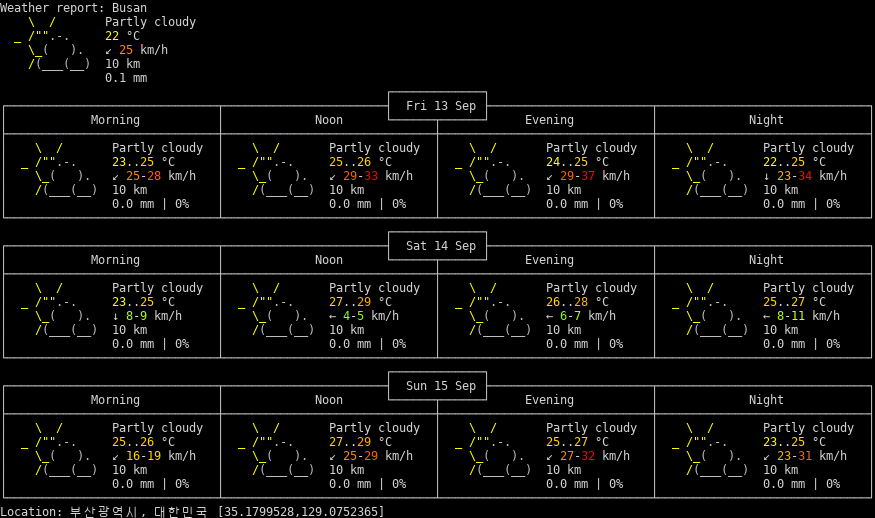 Weather report: Busan
Partly cloudy
22 °C
↙ 25 km/h
10 km
0.1 mm
Fri 13 Sep
Morning Noon Evening Night
Partly cloudy Partly cloudy Partly cloudy Partly cloudy
23..25 °C 25..26 °C 24..25 °C 22..25 °C
↙ 25-28 km/h ↙ 29-33 km/h ↙ 29-37 km/h ↓ 23-34 km/h
10 km 10 km 10 km 10 km
0.0 mm | 0% 0.0 mm | 0% 0.0 mm | 0% 0.0 mm | 0%
Sat 14 Sep
Morning Noon Evening Night
Partly cloudy Partly cloudy Partly cloudy Partly cloudy
23..25 °C 27..29 °C 26..28 °C 25..27 °C
↓ 8-9 km/h ← 4-5 km/h ← 6-7 km/h ← 8-11 km/h
10 km 10 km 10 km 10 km
0.0 mm | 0% 0.0 mm | 0% 0.0 mm | 0% 0.0 mm | 0%
Sun 15 Sep
Morning Noon Evening Night
Partly cloudy Partly cloudy Partly cloudy Partly cloudy
25..26 °C 27..29 °C 25..27 °C 23..25 °C
↙ 16-19 km/h ↙ 25-29 km/h ↙ 27-32 km/h ↙ 23-31 km/h
10 km 10 km 10 km 10 km
0.0 mm | 0% 0.0 mm | 0% 0.0 mm | 0% 0.0 mm | 0%
Location: 부산광역시, 대한민국 [35.1799528,129.0752365]